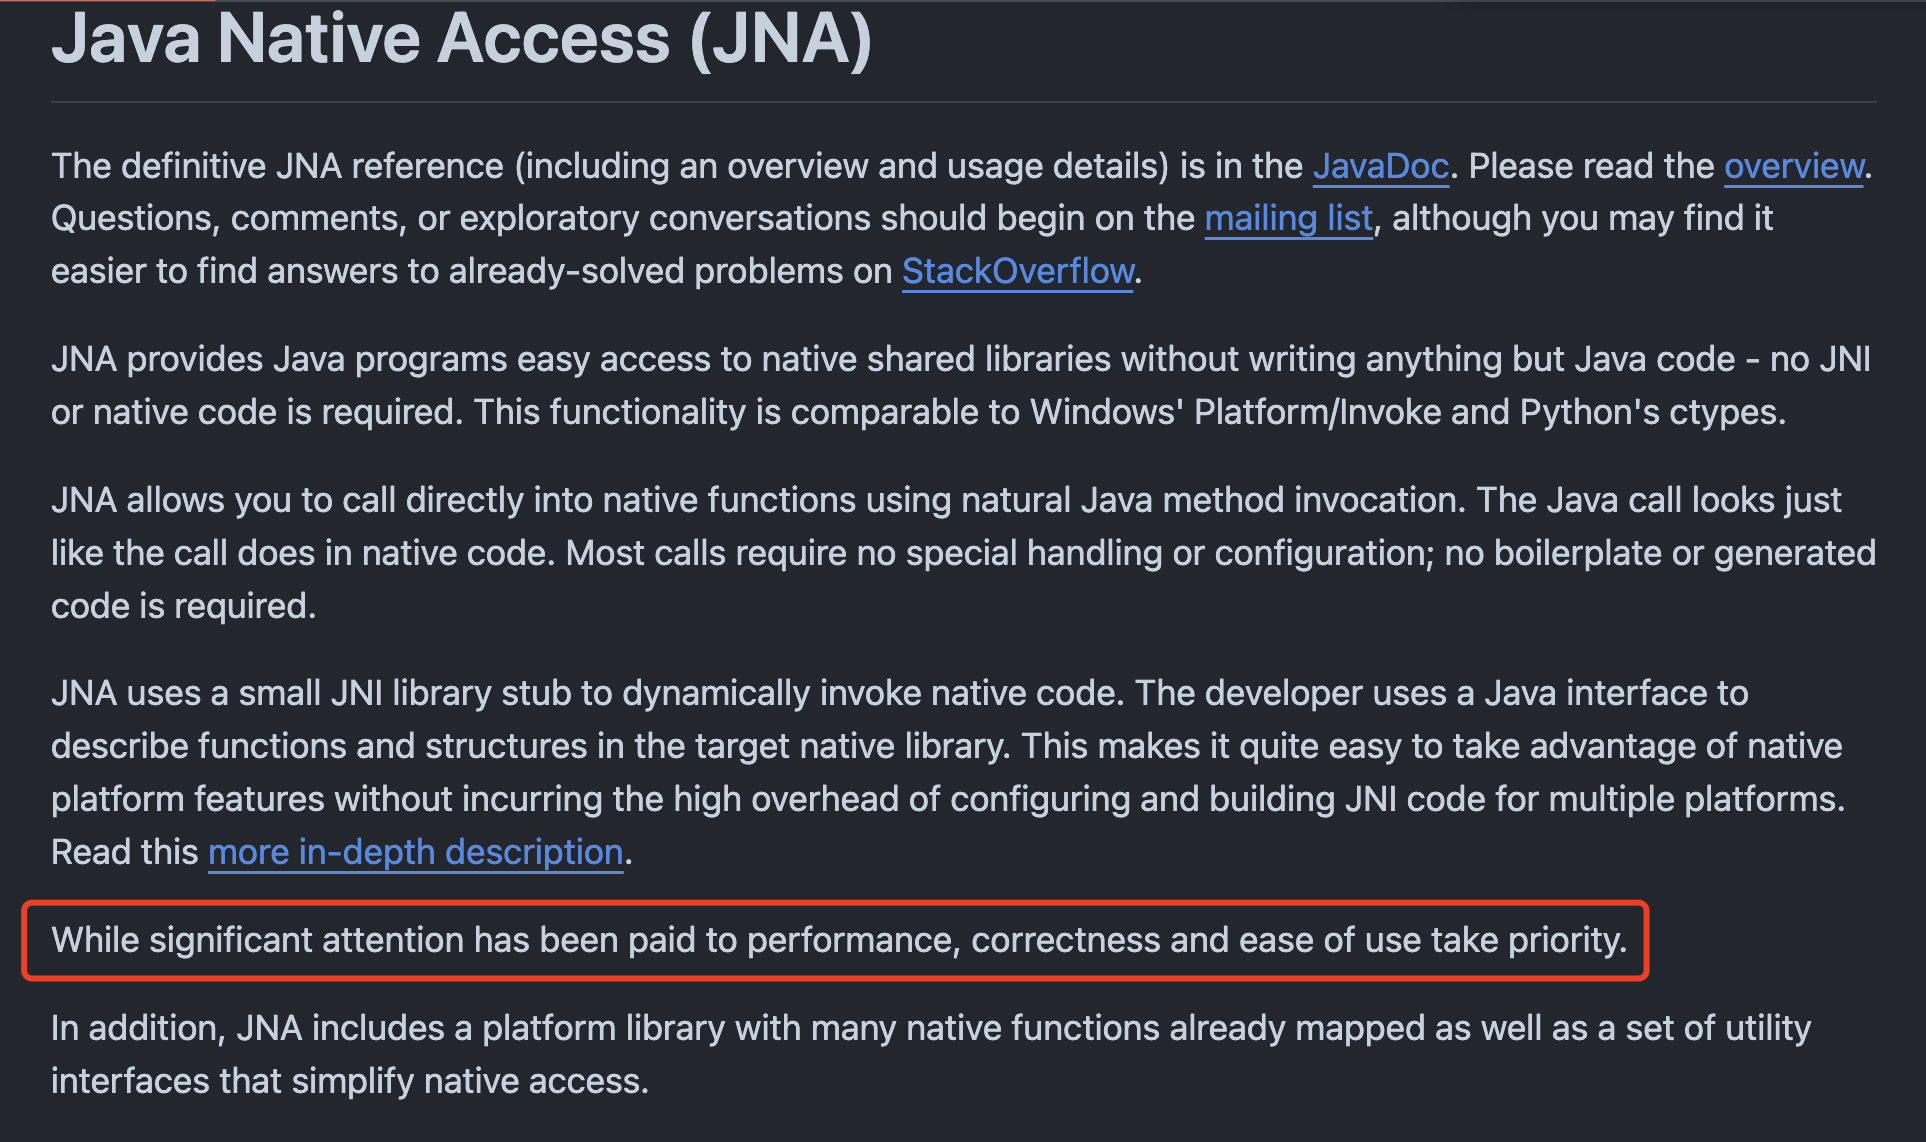 Java Native Access (JNA)
The definitive JNA reference (including an overview and usage details) is in the JavaDoc. Please read the overview.
Questions, comments, or exploratory conversations should begin on the mailing list, although you may find it
easier to find answers to already-solved problems on StackOverflow.
JNA provides Java programs easy access to native shared libraries without writing anything but Java code - no JNI
or native code is required. This functionality is comparable to Windows' Platform/Invoke and Python's ctypes.
JNA allows you to call directly into native functions using natural Java method invocation. The Java call looks just
like the call does in native code. Most calls require no special handling or configuration; no boilerplate or generated
code is required.
JNA uses a small JNI library stub to dynamically invoke native code. The developer uses a Java interface to
describe functions and structures in the target native library. This makes it quite easy to take advantage of native
platform features without incurring the high overhead of configuring and building JNI code for multiple platforms.
Read this more in-depth description.
While significant attention has been paid to performance, correctness and ease of use take priority.
In addition, JNA includes a platform library with many native functions already mapped as well as a set of utility
interfaces that simplify native access.